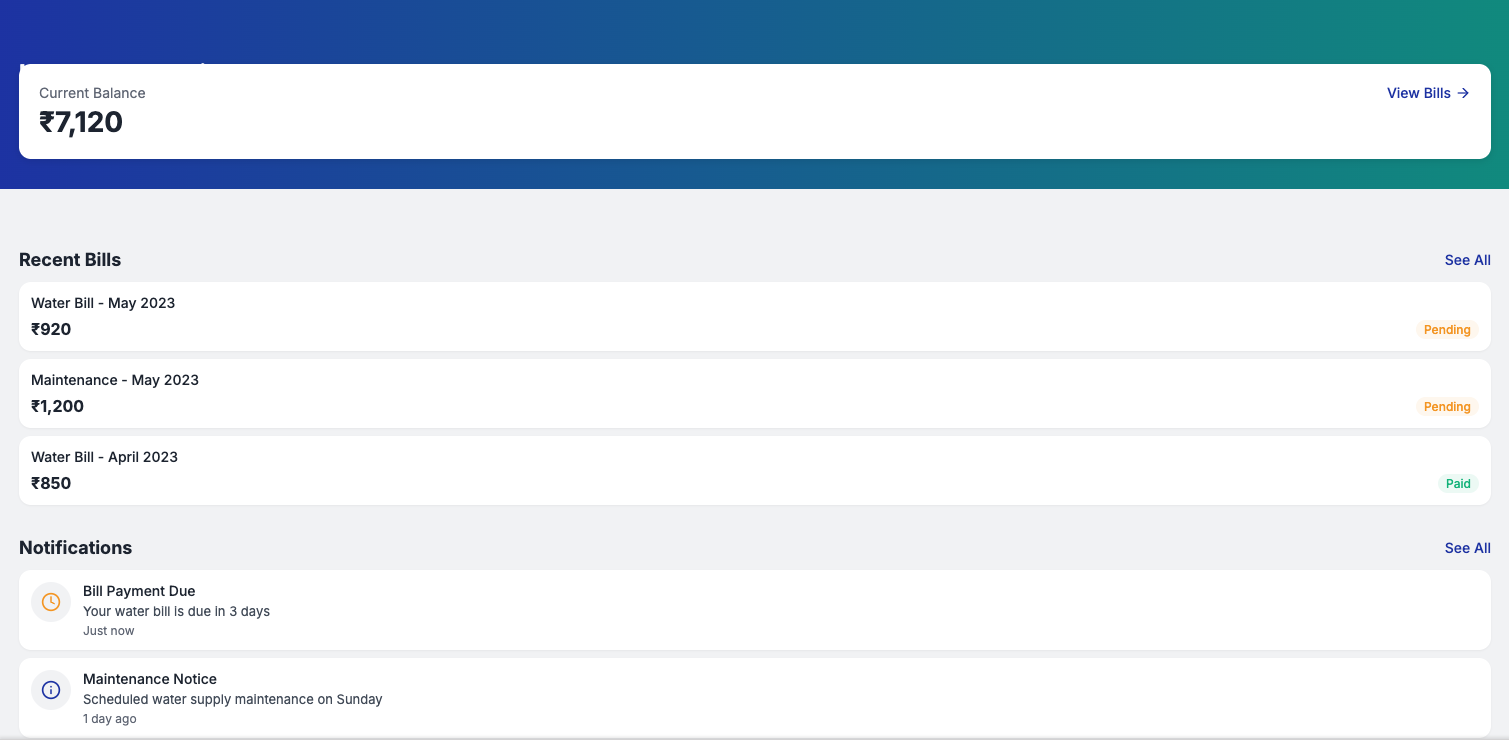 Current Balance
View Bills →
₹7,120
Recent Bills
See All
Water Bill - May 2023
₹920
Pending
Maintenance - May 2023
₹1,200
Pending
Water Bill - April 2023
₹850
Paid
Notifications
See All
Bill Payment Due
Your water bill is due in 3 days
Just now
Maintenance Notice
Scheduled water supply maintenance on Sunday
1 day ago